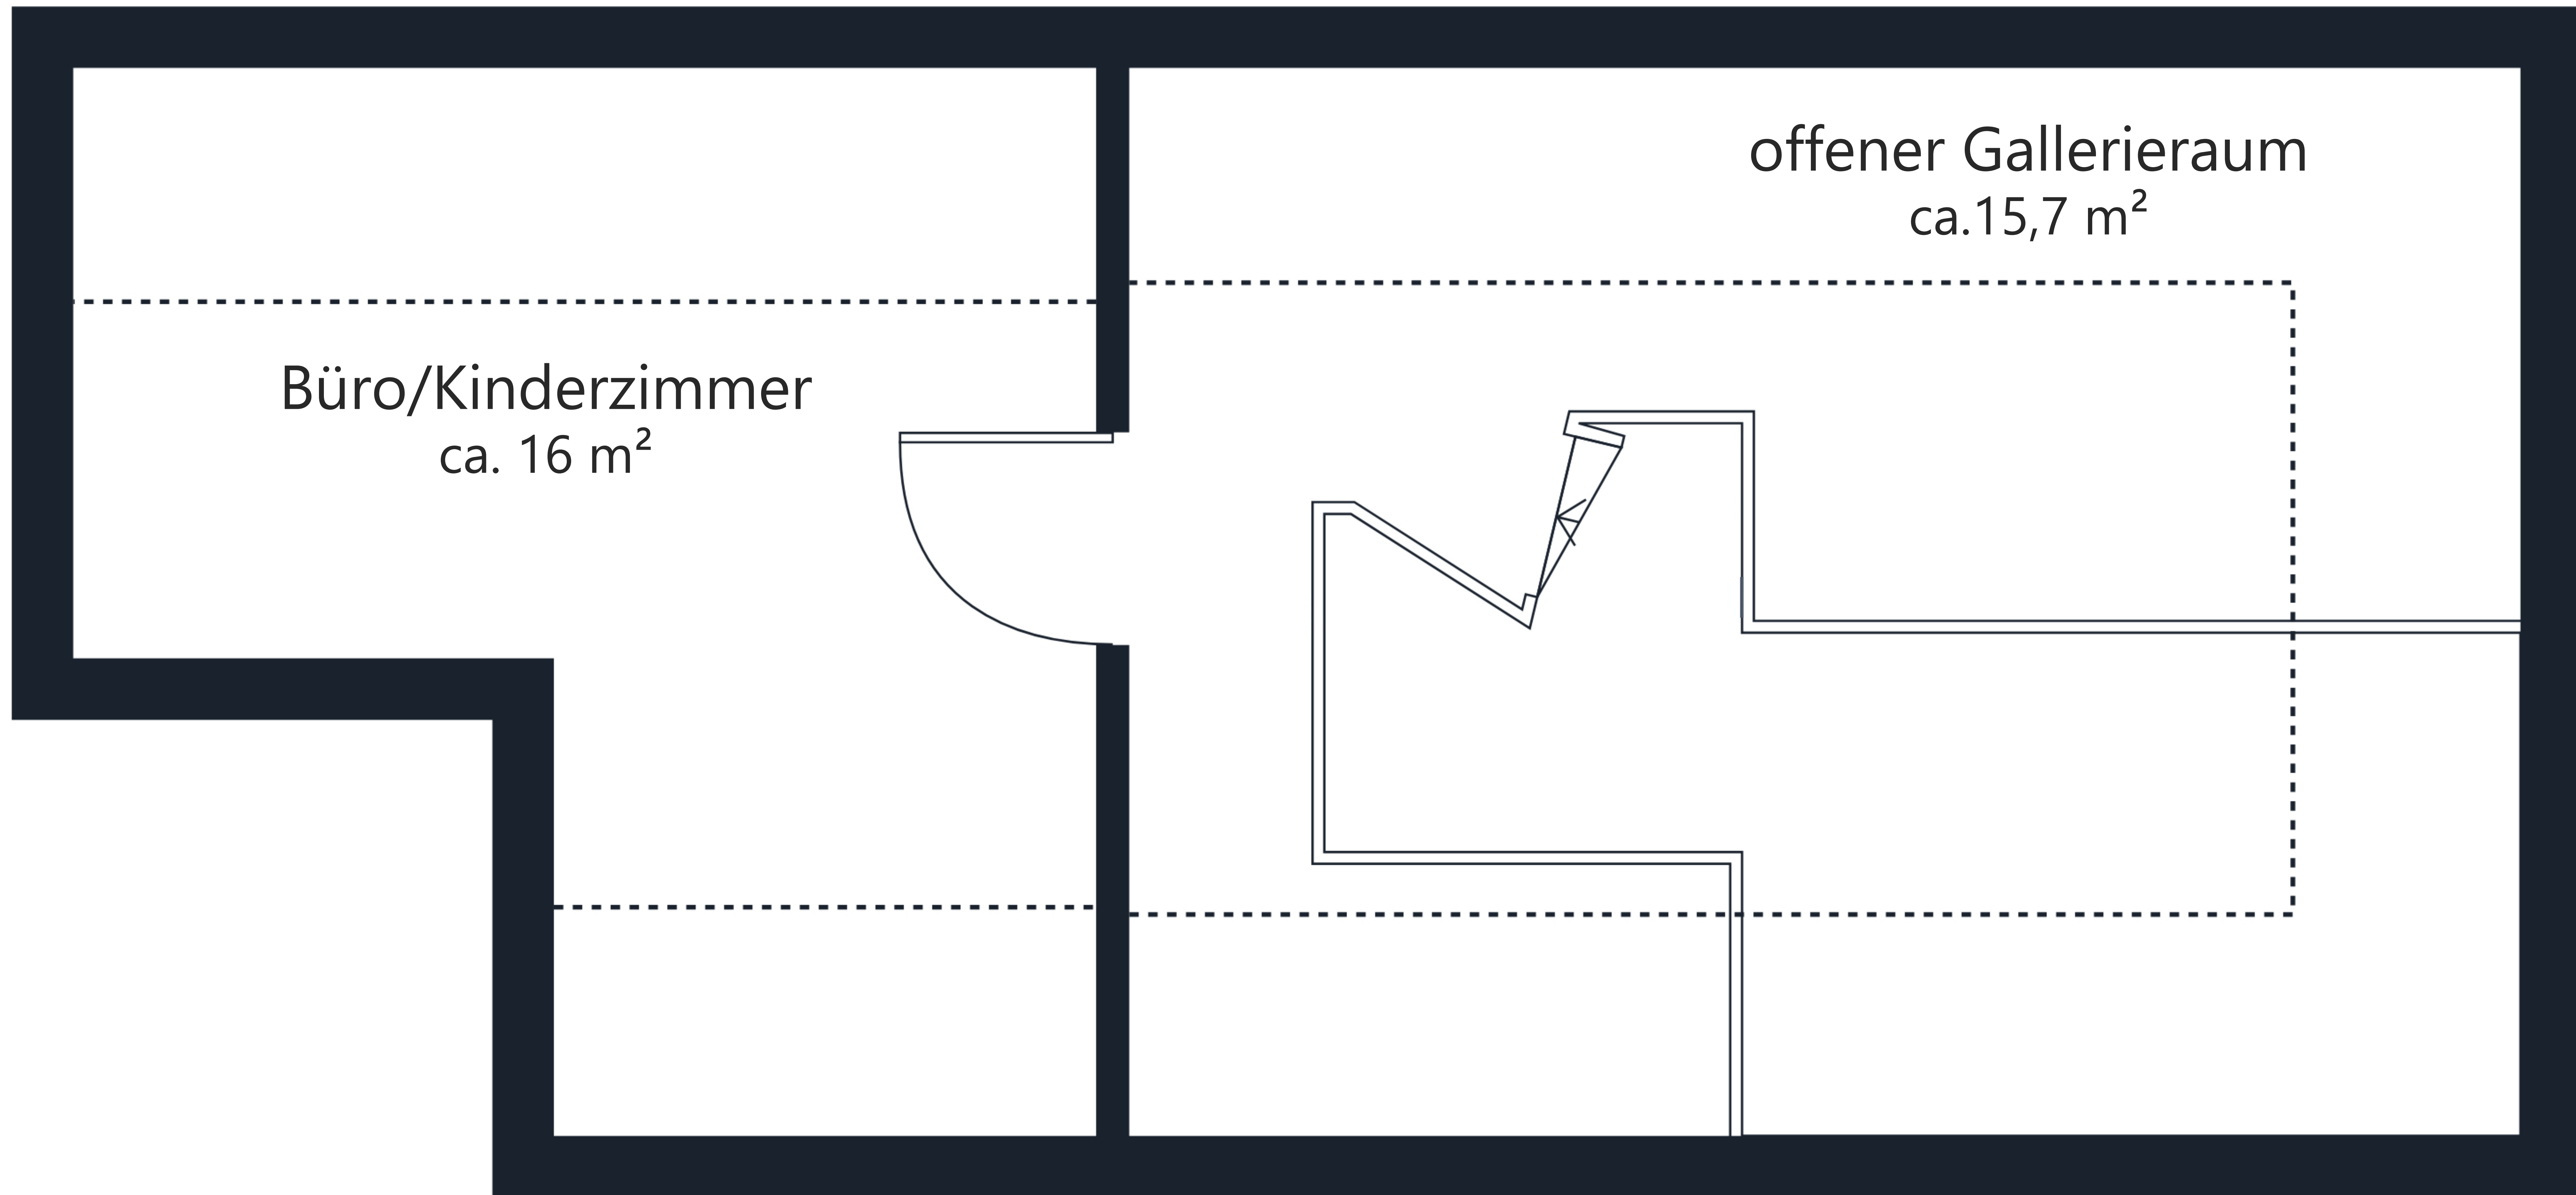 offener Gallerieraum
ca.15,7 m²
Büro/Kinderzimmer
ca. 16 m²